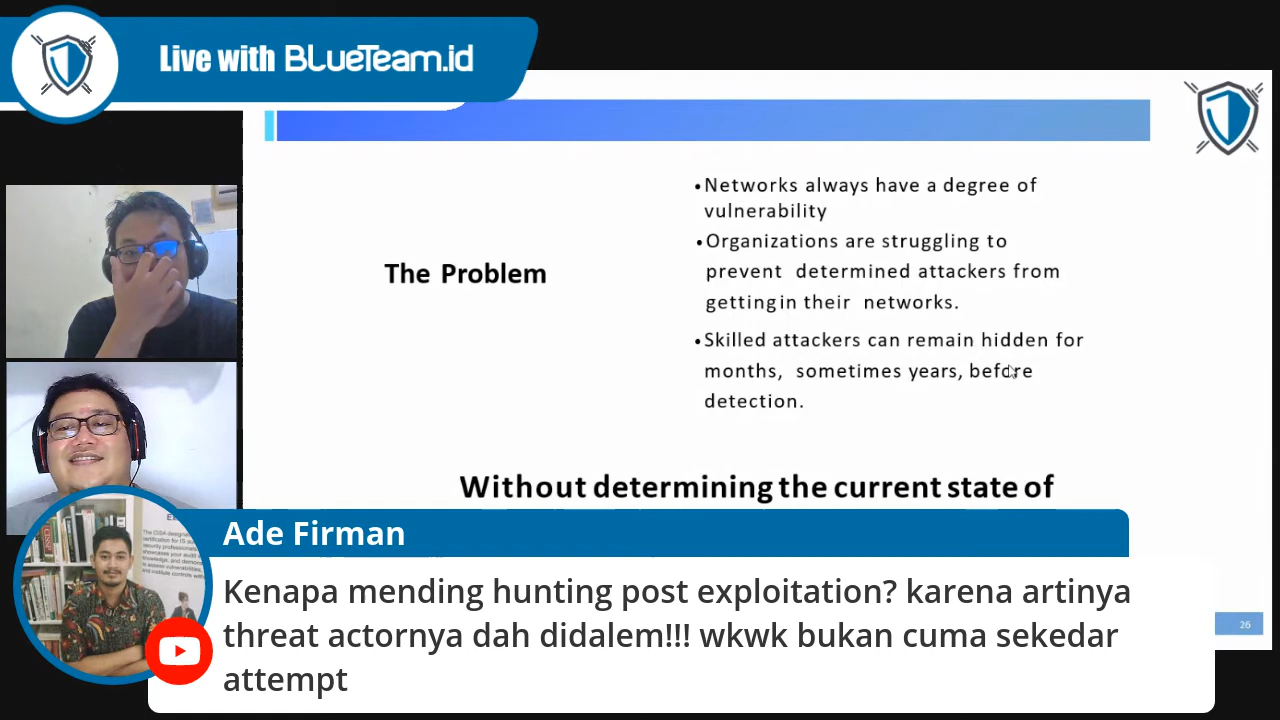 Live with BLueTeam.id
•Networks always have a degree of
vulnerability
•Organizations are struggling to
prevent determined attackers from
getting in their networks.
The Problem
•Skilled attackers can remain hidden for
months, sometimes years, before
detection.
Without determining the current state of
Ade Firman
Kenapa mending hunting post exploitation? karena artinya
threat actornya dah didalem!!! wkwk bukan cuma sekedar
attempt
26